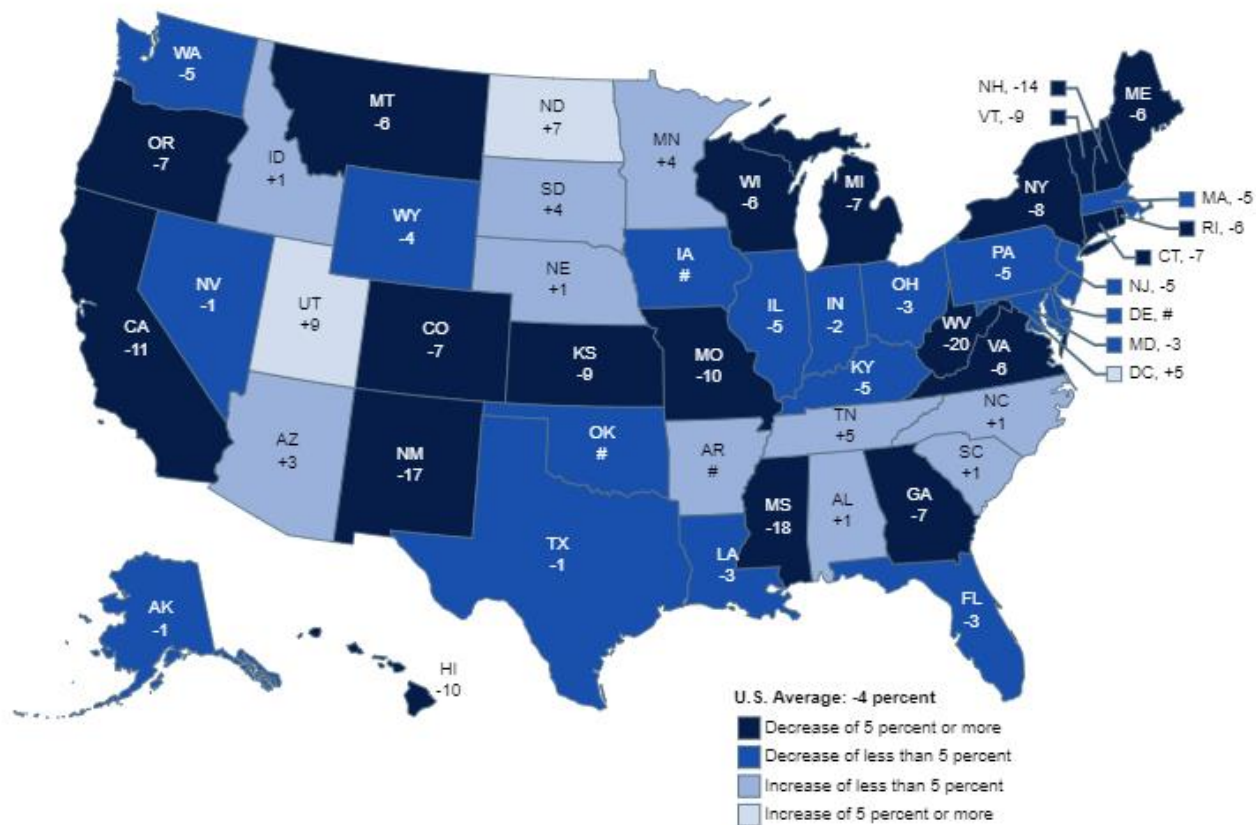 WA
-5
MT
-6
ND
+7
MN
+4
NH, -14
VT, -9
ME
-6
OR
-7
ID
+1
SD
+4
WI
-6
MI
-7
NY
-8
MA, -5
RI, -6
CT, -7
WY
-4
IA
#
PA
-5
NJ, -5
DE, #
MD, -3
DC, +5
NV
-1
UT
+9
NE
+1
IL
-5
IN
-2
OH
-3
WV
-20
VA
-6
CA
-11
CO
-7
KS
-9
MO
-10
KY
-5
AZ
+3
NM
-17
OK
#
AR
#
TN
+5
NC
+1
SC
+1
MS
-18
AL
+1
GA
-7
TX
-1
LA
-3
FL
-3
AK
-1
HI
-10
U.S. Average: -4 percent
Decrease of 5 percent or more
Decrease of less than 5 percent
Increase of less than 5 percent
Increase of 5 percent or more